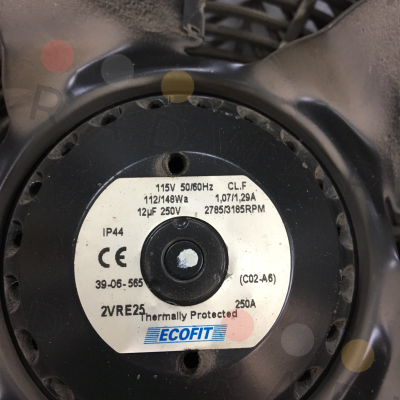 115V 50/60Hz CL.F
112/148Wa 1,07/1,29A
12µF 250V 2785/3185RPM
IP44
CE
39-06-565 (C02-A6)
2VRE25 250A
Thermally Protected
ECOFIT